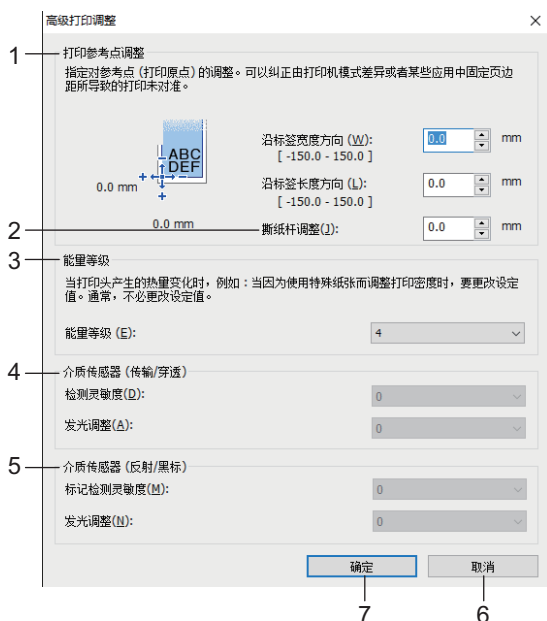 高级打印调整
1 打印参考点调整
指定对参考点 (打印原点) 的调整。可以纠正由打印机模式差异或者某些应用中固定页边
距所导致的打印未对准。
沿标签宽度方向 (W): 0.0 mm
[ -150.0 - 150.0 ]
ABC
DEF
0.0 mm
沿标签长度方向 (L): 0.0 mm
[ -150.0 - 150.0 ]
0.0 mm
2 撕纸杆调整(J): 0.0 mm
3 能量等级
当打印头产生的热量变化时，例如：当因为使用特殊纸张而调整打印密度时，要更改设定
值。通常，不必更改设定值。
能量等级 (E): 4
4 介质传感器 (传输/穿透)
检测灵敏度(D): 0
发光调整(A): 0
5 介质传感器 (反射/黑标)
标记检测灵敏度(M): 0
发光调整(N): 0
确定 取消
7 6